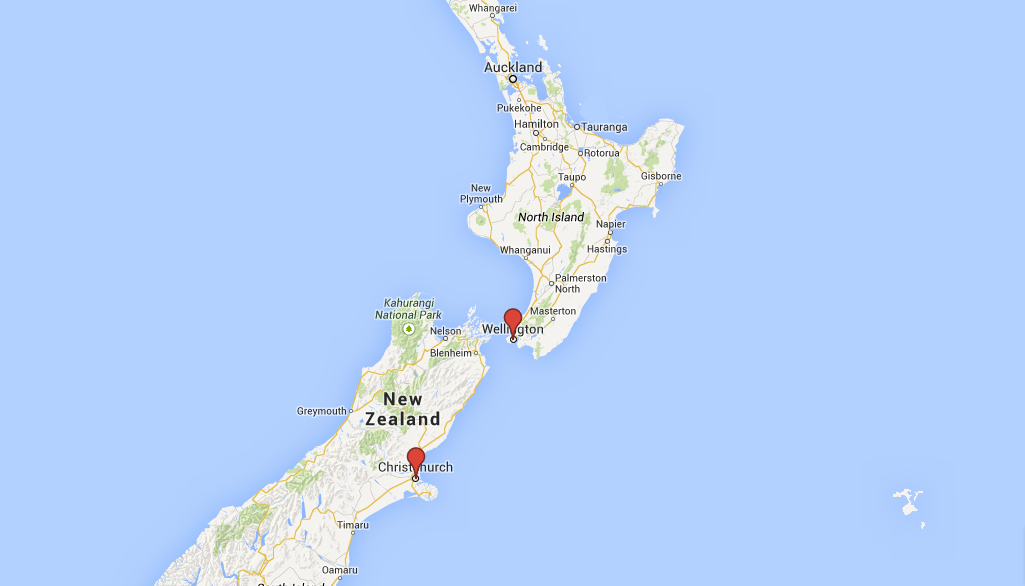 Whangarei
Auckland
Pukekohe
Hamilton
Tauranga
Cambridge
Rotorua
Taupo
Gisborne
New
Plymouth
North Island
Napier
Hastings
Whanganui
Palmerston
North
Kahurangi
National Park
Masterton
Nelson
Wellington
Blenheim
New
Zealand
Greymouth
Christchurch
Timaru
Oamaru
South Island